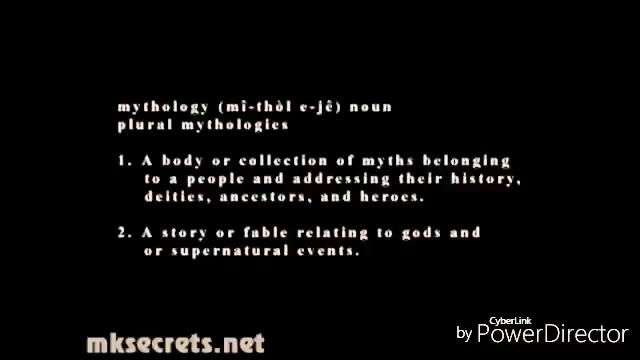 mythology (mî-thòl e-jê) noun
plural mythologies
1. A body or collection of myths belonging
to a people and addressing their history,
deities, ancestors, and heroes.
2. A story or fable relating to gods and
or supernatural events.
mksecrets.net
CyberLink
by PowerDirector